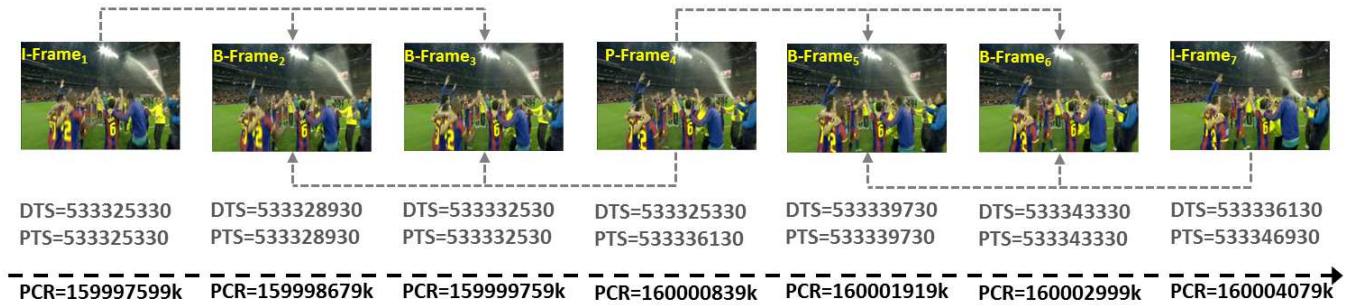 I-Frame1 B-Frame2 B-Frame3 P-Frame4 B-Frame5 B-Frame6 I-Frame7
DTS=533325330 DTS=533328930 DTS=533332530 DTS=533325330 DTS=533339730 DTS=533343330 DTS=533336130
PTS=533325330 PTS=533328930 PTS=533332530 PTS=533336130 PTS=533339730 PTS=533343330 PTS=533346930
PCR=159997599k PCR=159998679k PCR=159999759k PCR=160000839k PCR=160001919k PCR=160002999k PCR=160004079k